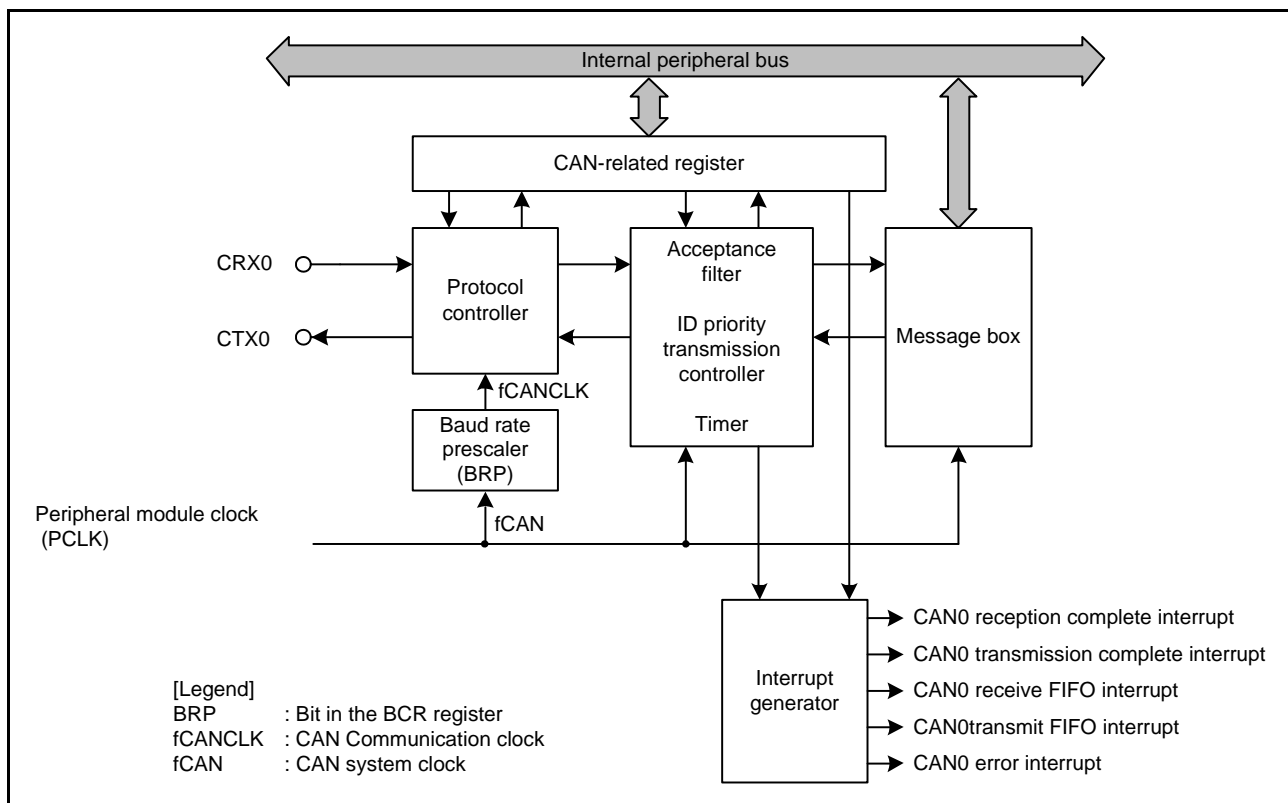 Internal peripheral bus
CAN-related register
CRX0
CTX0
Protocol
controller
Acceptance
filter
ID priority
transmission
controller
Timer
Message box
fCANCLK
Baud rate
prescaler
(BRP)
fCAN
Peripheral module clock
(PCLK)
Interrupt
generator
CAN0 reception complete interrupt
CAN0 transmission complete interrupt
CAN0 receive FIFO interrupt
CAN0transmit FIFO interrupt
CAN0 error interrupt
[Legend]
BRP : Bit in the BCR register
fCANCLK : CAN Communication clock
fCAN : CAN system clock